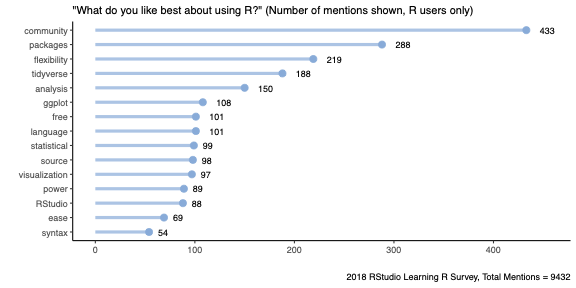 "What do you like best about using R?" (Number of mentions shown, R users only)
community 433
packages 288
flexibility 219
tidyverse 188
analysis 150
ggplot 108
free 101
language 101
statistical 99
source 98
visualization 97
power 89
RStudio 88
ease 69
syntax 54
0 100 200 300 400
2018 RStudio Learning R Survey, Total Mentions = 9432